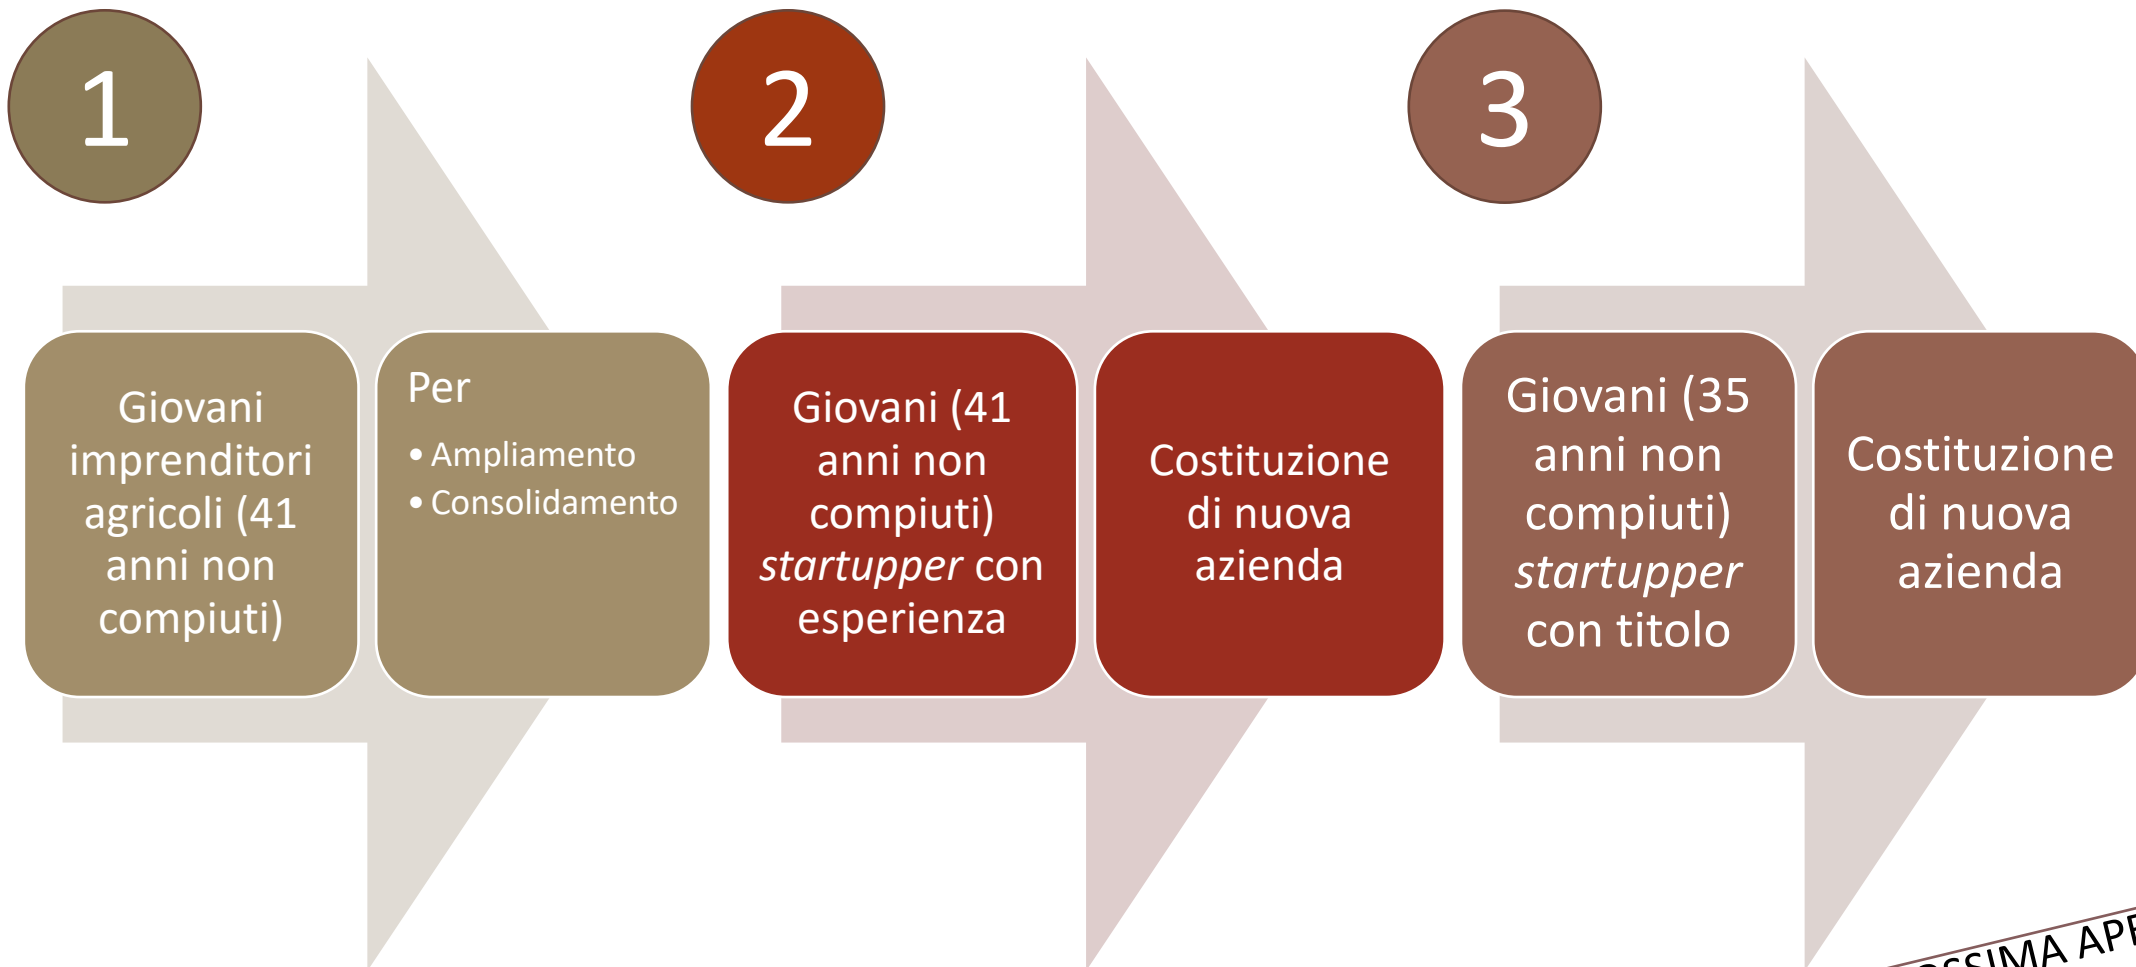 1
Giovani
imprenditori
agricoli (41
anni non
compiuti)
Per
• Ampliamento
• Consolidamento
2
Giovani (41
anni non
compiuti)
startupper con
esperienza
Costituzione
di nuova
azienda
3
Giovani (35
anni non
compiuti)
startupper
con titolo
Costituzione
di nuova
azienda